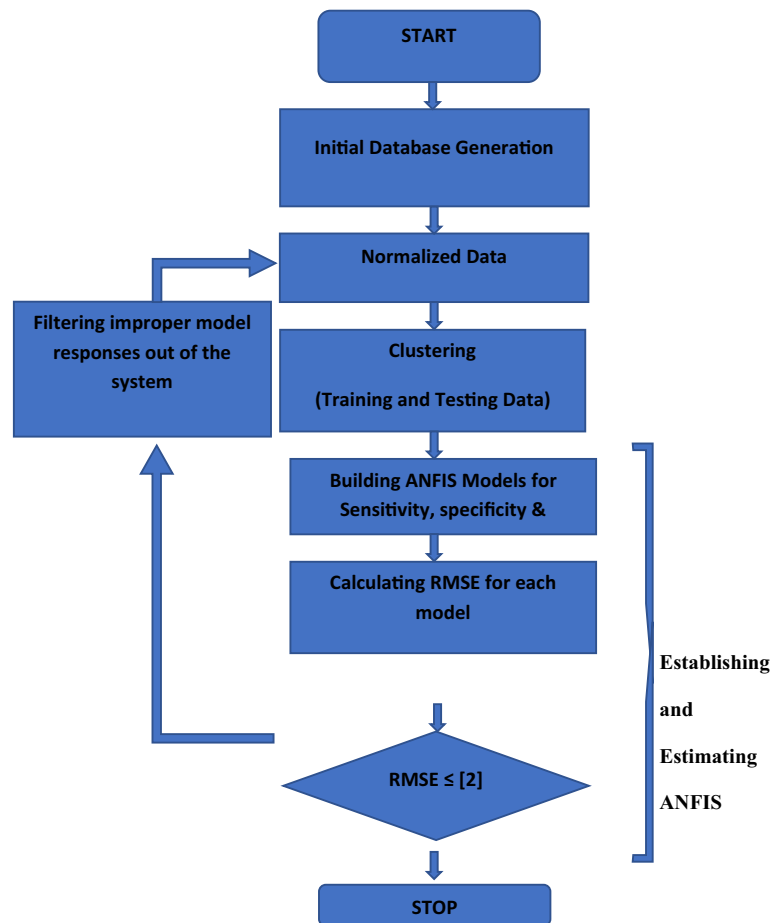 START
Initial Database Generation
Normalized Data
Filtering improper model
responses out of the
system
Clustering
(Training and Testing Data)
Building ANFIS Models for
Sensitivity, specificity &
Calculating RMSE for each
model
Establishing
and
Estimating
ANFIS
RMSE ≤ [2]
STOP